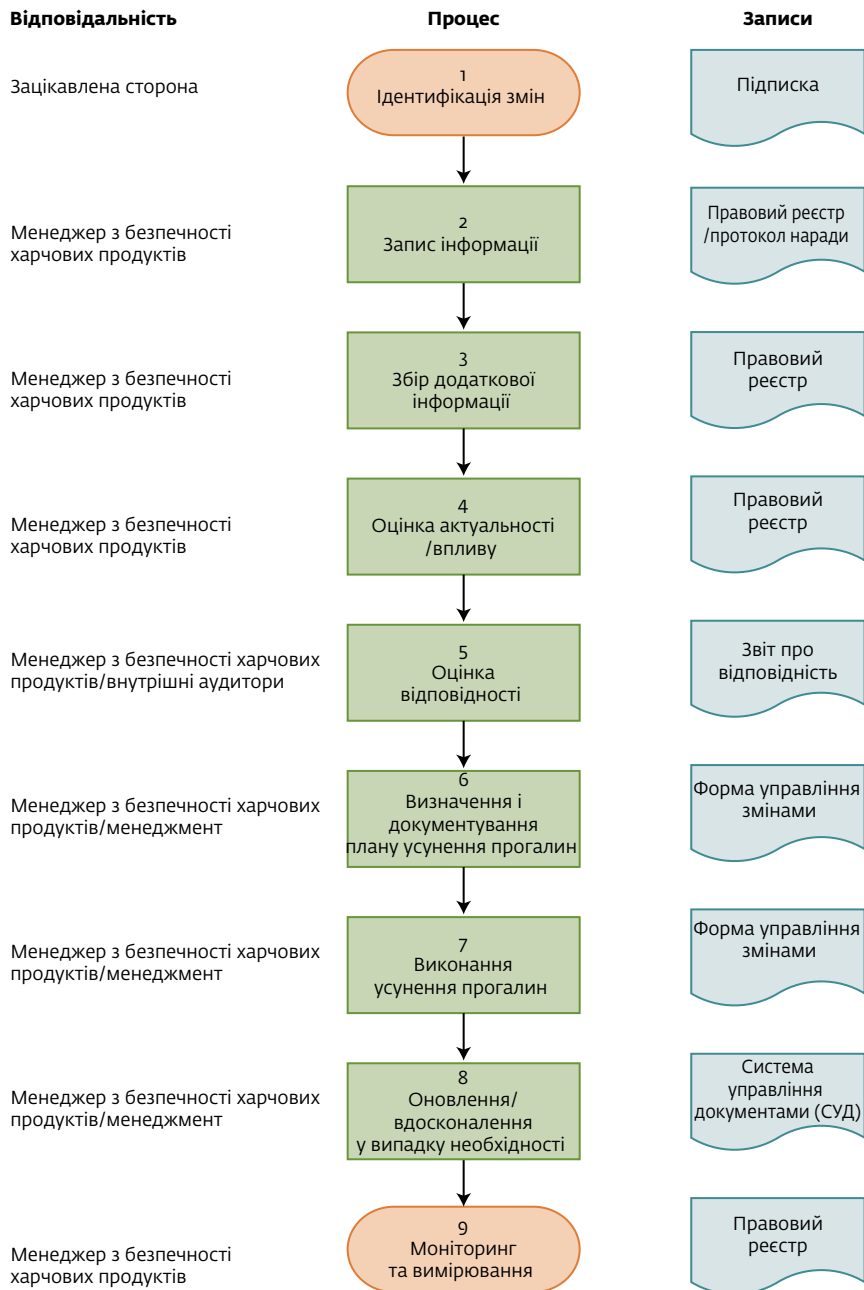 Відповідальність
Процес
Записи
Зацікавлена сторона
1
Ідентифікація змін
Підписка
Менеджер з безпечності
харчових продуктів
2
Запис інформації
Правовий реєстр
/протокол наради
Менеджер з безпечності
харчових продуктів
3
Збір додаткової
інформації
Правовий
реєстр
Менеджер з безпечності
харчових продуктів
4
Оцінка актуальності
/впливу
Правовий
реєстр
Менеджер з безпечності харчових
продуктів/внутрішні аудитори
5
Оцінка
відповідності
Звіт про
відповідність
Менеджер з безпечності харчових
продуктів/менеджмент
6
Визначення і
документування
плану усунення прогалин
Форма управління
змінами
Менеджер з безпечності харчових
продуктів/менеджмент
7
Виконання
усунення прогалин
Форма управління
змінами
Менеджер з безпечності харчових
продуктів/менеджмент
8
Оновлення/
вдосконалення
у випадку необхідності
Система
управління
документами (СУД)
Менеджер з безпечності
харчових продуктів
9
Моніторинг
та вимірювання
Правовий
реєстр